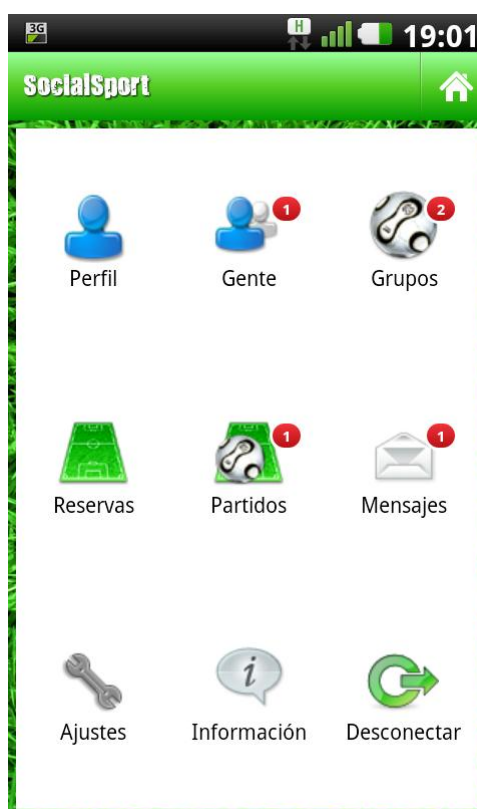 3G H 19:01
SocialSport
1 2
Perfil Gente Grupos
1 1
Reservas Partidos Mensajes
i
Ajustes Información Desconectar